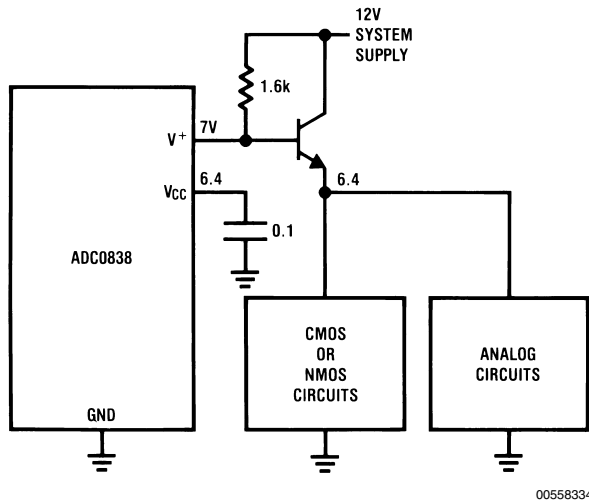 12V
SYSTEM
SUPPLY
1.6k
V+ 7V
VCC 6.4
6.4
0.1
ADC0838
CMOS
OR
NMOS
CIRCUITS
ANALOG
CIRCUITS
GND
00558334